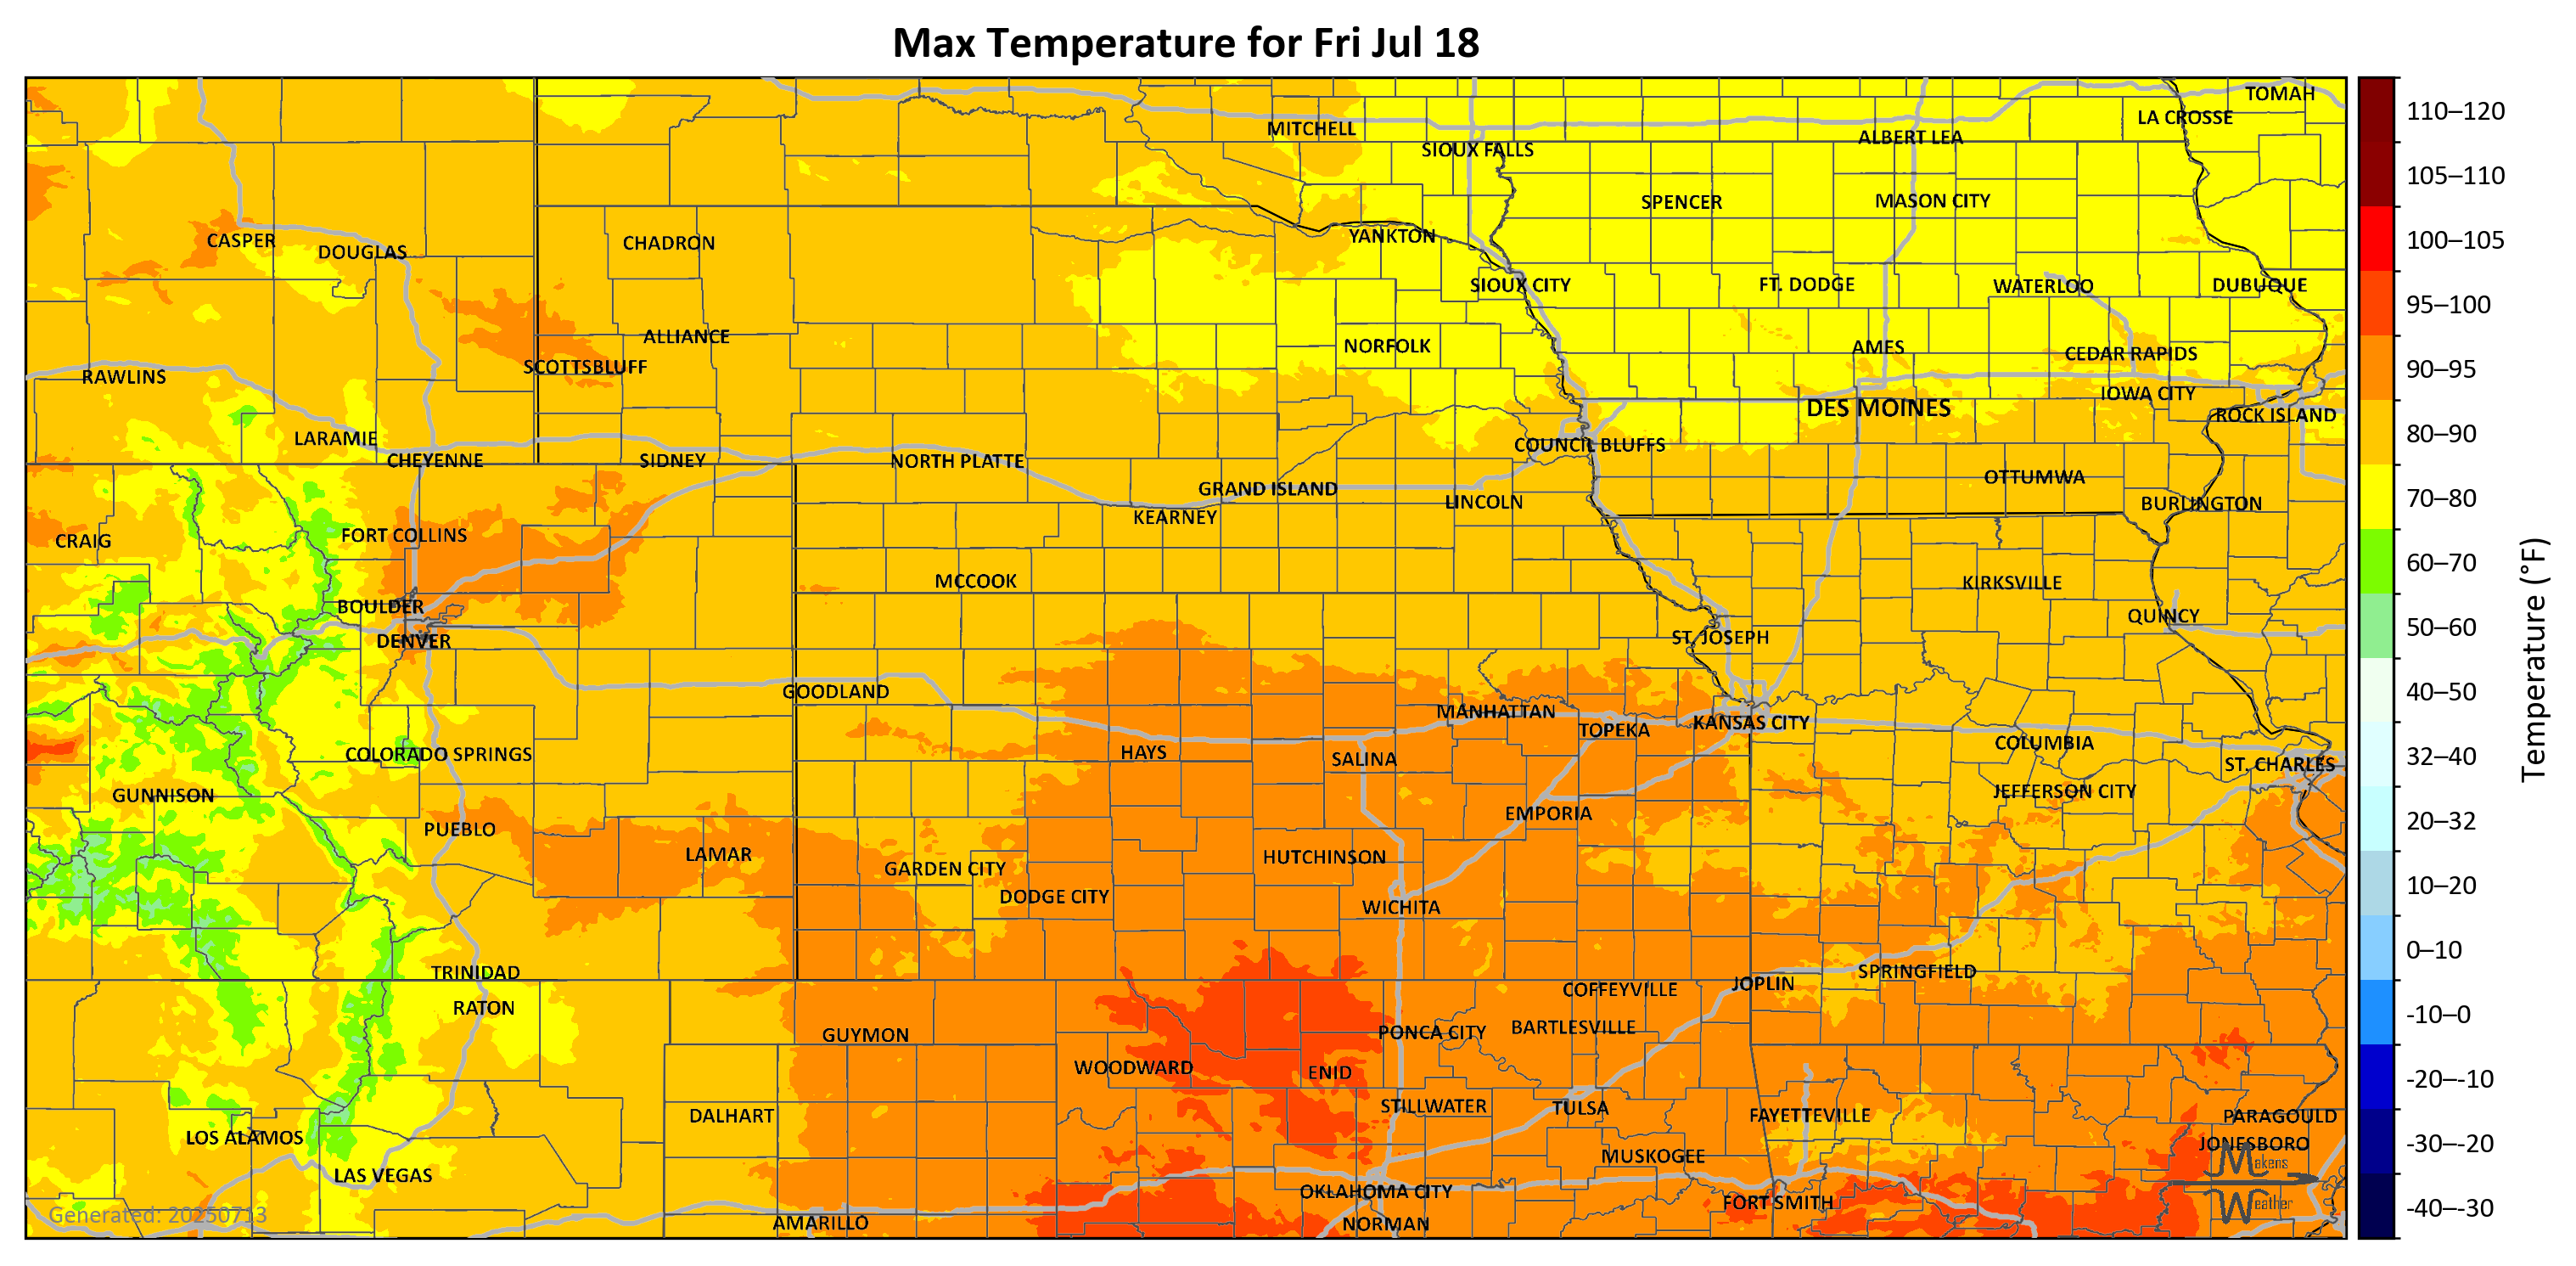 Max Temperature for Fri Jul 18
TOMAH
LA CROSSE
MITCHELL
ALBERT LEA
SIOUX FALLS
SPENCER
MASON CITY
YANKTON
CASPER
DOUGLAS
CHADRON
SIOUX CITY
FT. DODGE
WATERLOO
DUBUQUE
ALLIANCE
NORFOLK
AMES
CEDAR RAPIDS
SCOTTSBLUFF
RAWLINS
IOWA CITY
DES MOINES
ROCK ISLAND
LARAMIE
COUNCIL BLUFFS
CHEYENNE
SIDNEY
NORTH PLATTE
OTTUMWA
GRAND ISLAND
LINCOLN
BURLINGTON
KEARNEY
FORT COLLINS
CRAIG
MCCOOK
KIRKSVILLE
BOULDER
QUINCY
DENVER
ST. JOSEPH
GOODLAND
MANHATTAN
TOPEKA
KANSAS CITY
COLUMBIA
COLORADO SPRINGS
HAYS
SALINA
ST. CHARLES
GUNNISON
JEFFERSON CITY
EMPORIA
PUEBLO
LAMAR
HUTCHINSON
GARDEN CITY
DODGE CITY
WICHITA
TRINIDAD
SPRINGFIELD
JOPLIN
COFFEYVILLE
RATON
GUYMON
PONCA CITY
BARTLESVILLE
WOODWARD
ENID
STILLWATER
TULSA
DALHART
FAYETTEVILLE
PARAGOULD
LOS ALAMOS
JONESBORO
MUSKOGEE
LAS VEGAS
OKLAHOMA CITY
FORT SMITH
AMARILLO
NORMAN
Generated: 20250713
Makens
Weather
110–120
105–110
100–105
95–100
90–95
80–90
70–80
60–70
50–60
40–50
32–40
20–32
10–20
0–10
-10–0
-20–-10
-30–-20
-40–-30
Temperature (°F)